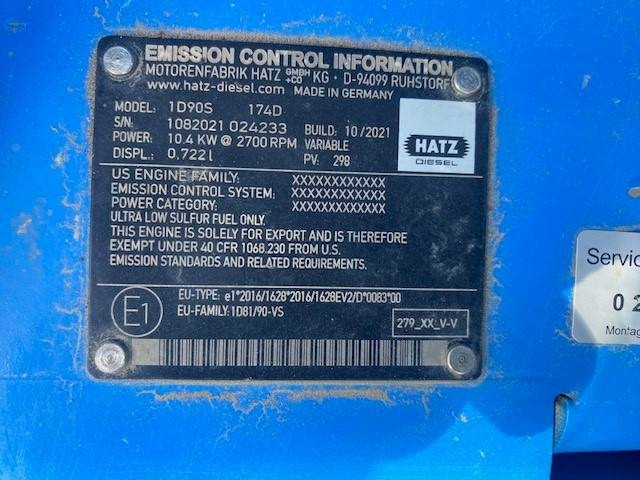 EMISSION CONTROL INFORMATION
MOTORENFABRIK HATZ GMBH +CO KG · D-94099 RUHSTORF
www.hatz-diesel.com MADE IN GERMANY
MODEL: 1D90S 174D
S/N: 1082021 024233 BUILD: 10/2021
POWER: 10.4 KW @ 2700 RPM VARIABLE
DISPL.: 0,722 l PV: 298
HATZ
DIESEL
US ENGINE FAMILY: XXXXXXXXXXXX
EMISSION CONTROL SYSTEM: XXXXXXXXXXXX
POWER CATEGORY: XXXXXXXXXXXX
ULTRA LOW SULFUR FUEL ONLY.
THIS ENGINE IS SOLELY FOR EXPORT AND IS THEREFORE
EXEMPT UNDER 40 CFR 1068.230 FROM U.S.
EMISSION STANDARDS AND RELATED REQUIREMENTS.
E1
EU-TYPE: e1*2016/1628*2016/1628EV2/D*0083*00
EU-FAMILY:1D81/90-VS
279_XX_V-V
Servic
0 2
Montag